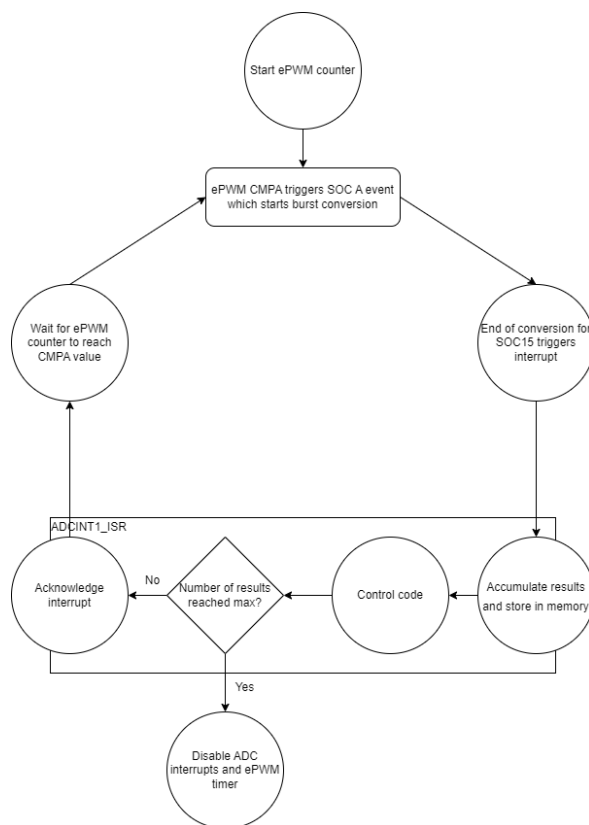 Start ePWM counter
ePWM CMPA triggers SOC A event
which starts burst conversion
Wait for ePWM
counter to reach
CMPA value
End of conversion for
SOC15 triggers
interrupt
ADCINT1_ISR
Acknowledge
interrupt
No
Number of results
reached max?
Control code
Accumulate results
and store in memory
Yes
Disable ADC
interrupts and ePWM
timer